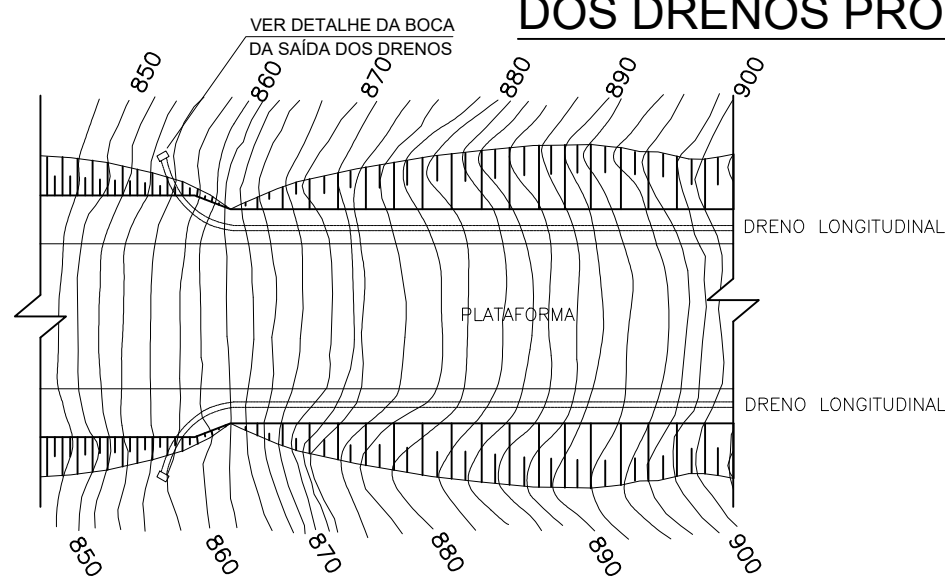 DOS DRENOS PRO
VER DETALHE DA BOCA
DA SAÍDA DOS DRENOS
850
860
870
880
890
900
DRENO LONGITUDINAL
PLATAFORMA
DRENO LONGITUDINAL
850
860
870
880
890
900